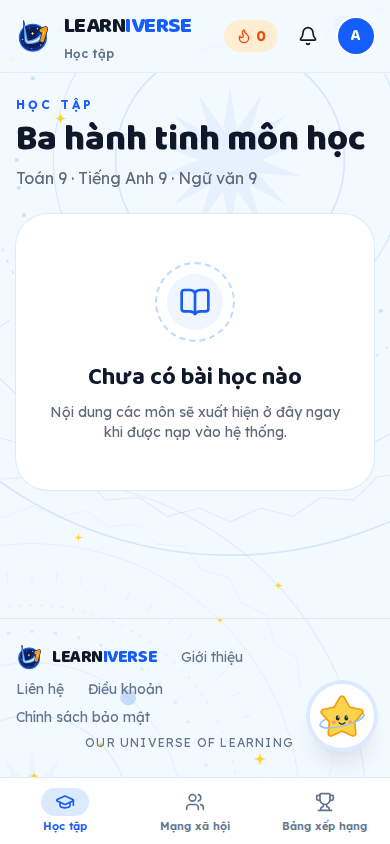 LEARNIVERSE
Học tập
0
A
HỌC TẬP
Ba hành tinh môn học
Toán 9 · Tiếng Anh 9 · Ngữ văn 9
Chưa có bài học nào
Nội dung các môn sẽ xuất hiện ở đây ngay
khi được nạp vào hệ thống.
LEARNIVERSE
Giới thiệu
Liên hệ
Điều khoản
Chính sách bảo mật
OUR UNIVERSE OF LEARNING
Học tập
Mạng xã hội
Bảng xếp hạng